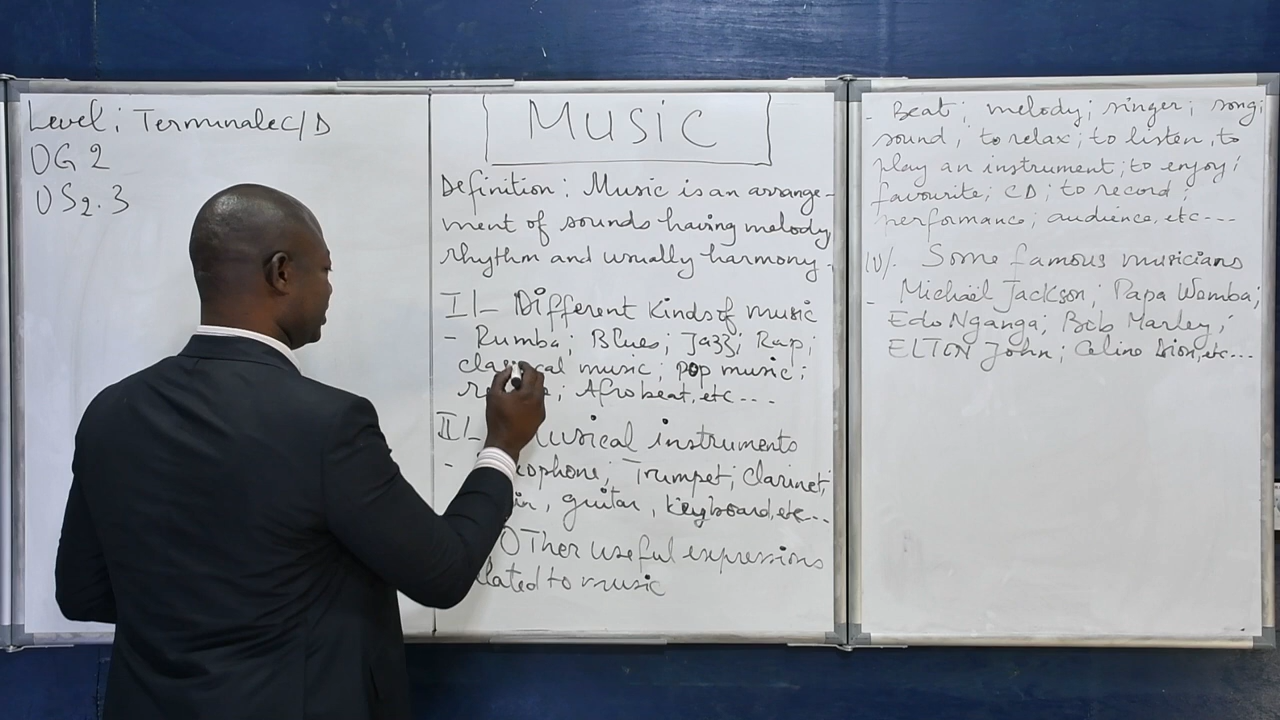 Level: Terminale C/D
OG 2
OS2.3
Music
Definition: Music is an arrange-
ment of sounds having melody,
rhythm and usually harmony.
I/_ Different Kinds of music
- Rumba; Blues; Jazz; Rap;
classical music; pop music;
; Afrobeat, etc ---
II/_ Musical instruments
- ; Trumpet; Clarinet;
, guitar, keyboard, etc ---
Other useful expressions
related to music
- Beat; melody; singer; song;
sound; to relax; to listen, to
play an instrument; to enjoy;
favourite; CD; to record;
performance; audience, etc ---
IV/. Some famous musicians
- Michaël Jackson; Papa Wemba;
Edo Nganga; Bob Marley;
ELTON John; Celine Dion, etc ---